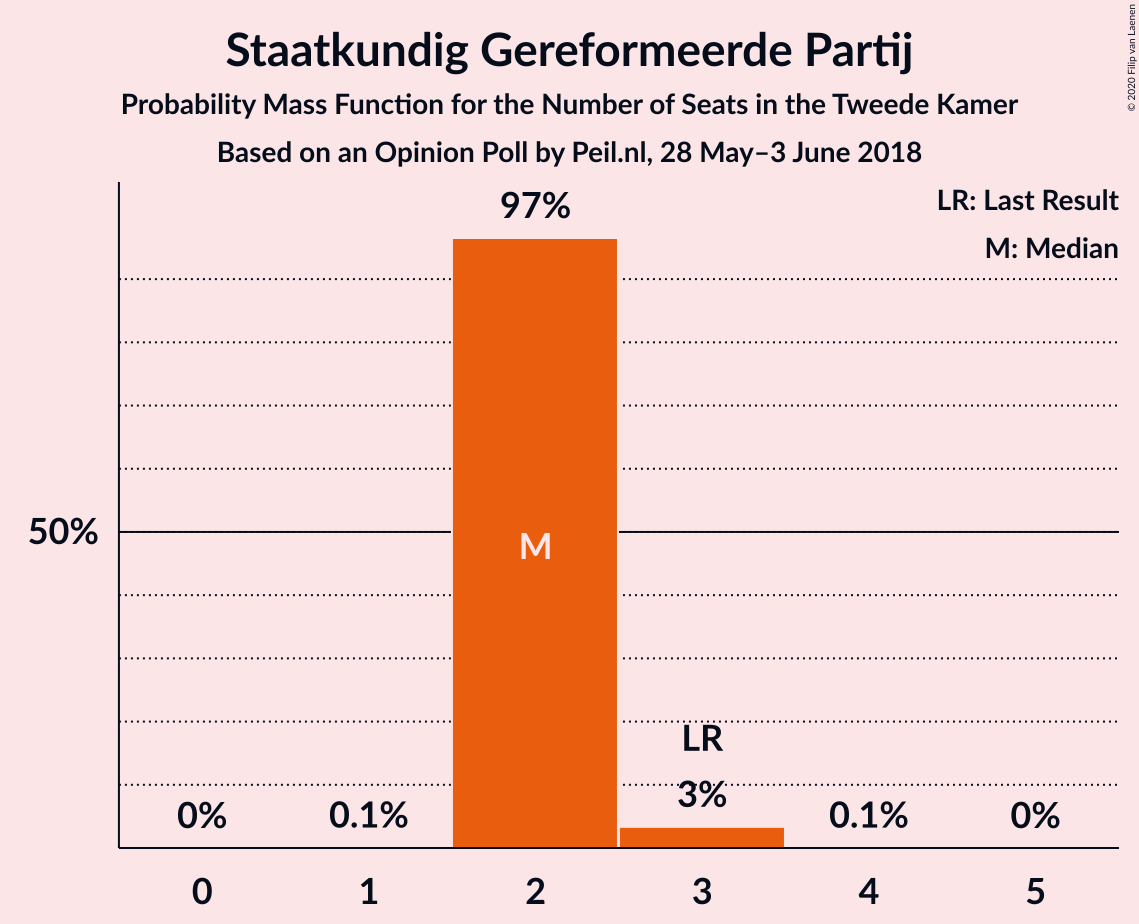 Staatkundig Gereformeerde Partij
Probability Mass Function for the Number of Seats in the Tweede Kamer
Based on an Opinion Poll by Peil.nl, 28 May–3 June 2018
© 2020 Filip van Laenen
LR: Last Result
M: Median
97%
50%
M
LR
0%
0.1%
3%
0.1%
0%
0
1
2
3
4
5